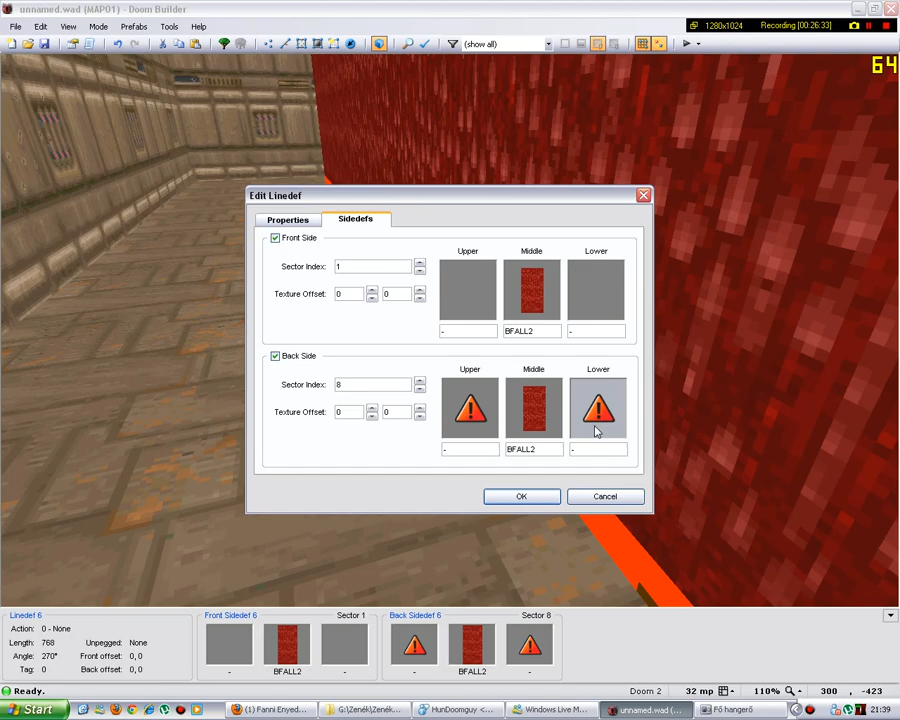 unnamed.wad (MAP01) - Doom Builder
File Edit View Mode Prefabs Tools Help
1280x1024 Recording [00:26:33]
(show all)
64
Edit Linedef
Properties Sidedefs
Front Side
Upper Middle Lower
Sector Index: 1
Texture Offset: 0 0
- BFALL2 -
Back Side
Upper Middle Lower
Sector Index: 8
Texture Offset: 0 0
- BFALL2 -
OK Cancel
Linedef 6
Action: 0 - None
Length: 768 Unpegged: None
Angle: 270° Front offset: 0, 0
Tag: 0 Back offset: 0, 0
Front Sidedef 6 Sector 1
- BFALL2 -
Back Sidedef 6 Sector 8
- BFALL2 -
Ready. Doom 2 32 mp 110% 300 , -423
Start (1) Fanni Enyed... G:\Zenék\Zenék... HunDoomguy <... Windows Live M... unnamed.wad (... Fő hangerő 21:39